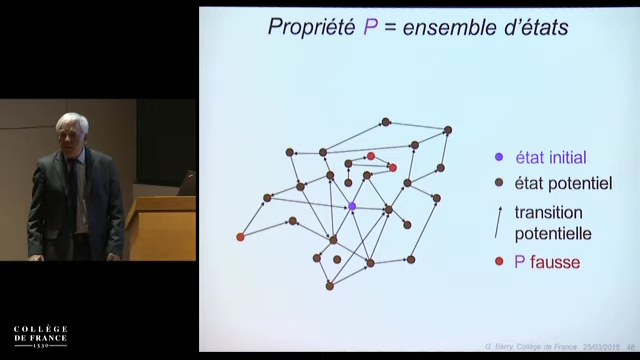 Propriété P = ensemble d'états
état initial
état potentiel
transition
potentielle
P fausse
COLLÈGE
DE FRANCE
1530
G. Berry, Collège de France 25/03/2015 46